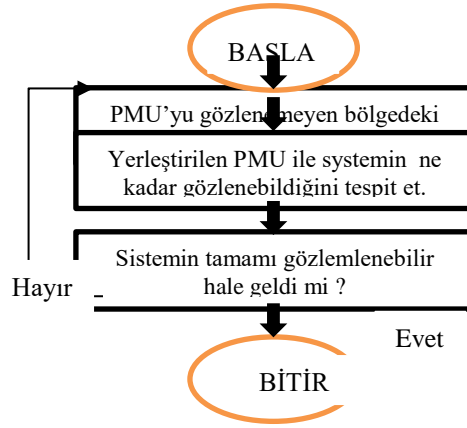 BAŞLA
PMU’yu gözlenemeyen bölgedeki
Yerleştirilen PMU ile systemin ne
kadar gözlenebildiğini tespit et.
Sistemin tamamı gözlemlenebilir
hale geldi mi ?
Hayır
Evet
BİTİR